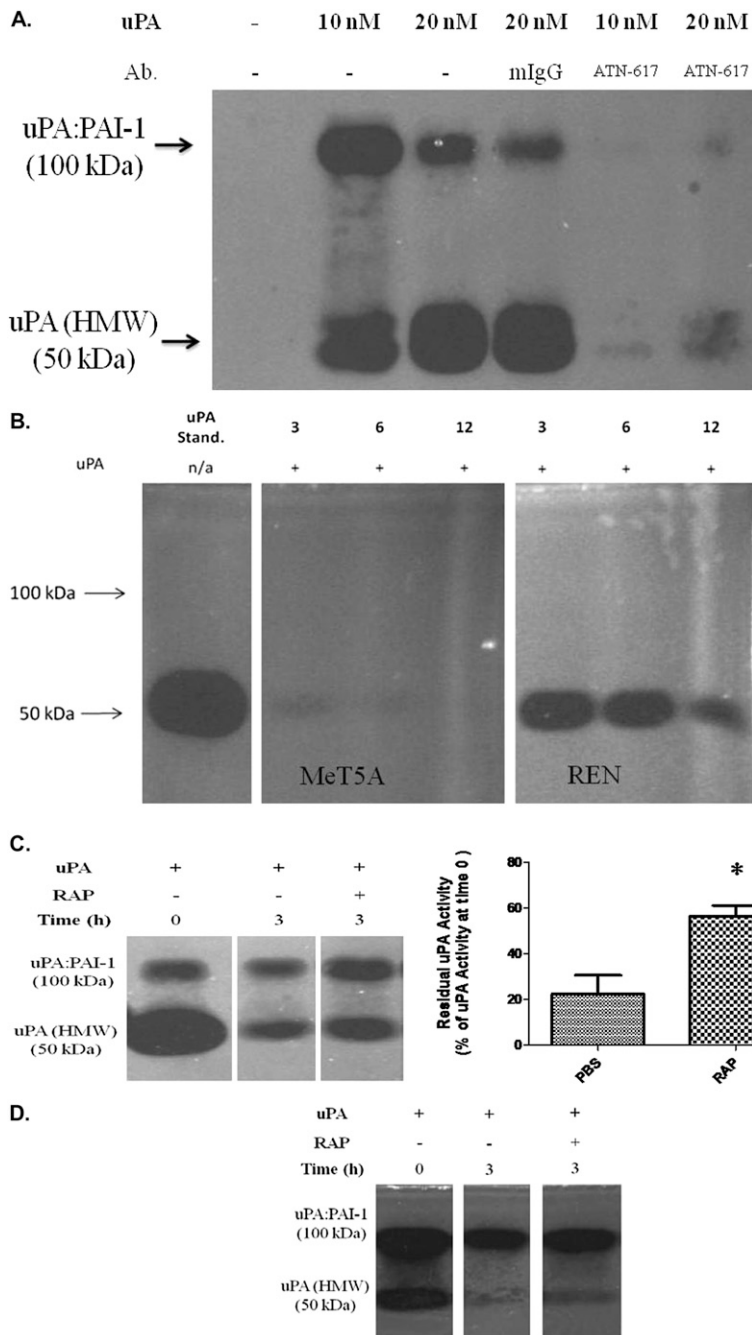 A.
uPA - 10 nM 20 nM 20 nM 10 nM 20 nM
Ab. - - - mIgG ATN-617 ATN-617
uPA:PAI-1
(100 kDa)
uPA (HMW)
(50 kDa)
B.
uPA
Stand. 3 6 12 3 6 12
uPA n/a + + + + + +
100 kDa
50 kDa
MeT5A REN
C.
uPA + + +
RAP - - +
Time (h) 0 3 3
uPA:PAI-1
(100 kDa)
uPA (HMW)
(50 kDa)
Residual uPA Activity
(% of uPA Activity at time 0 )
80
60
40
20
0
*
PBS RAP
D.
uPA + + +
RAP - - +
Time (h) 0 3 3
uPA:PAI-1
(100 kDa)
uPA (HMW)
(50 kDa)